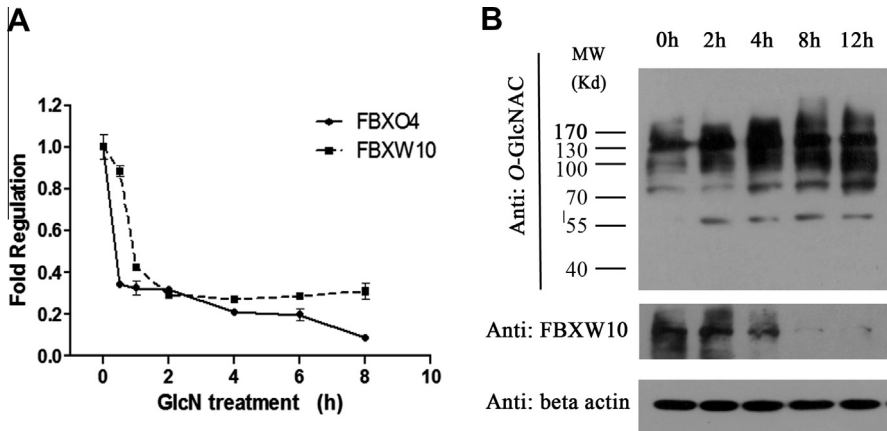 A
Fold Regulation
1.2
1.0
0.8
0.6
0.4
0.2
0.0
0 2 4 6 8 10
GlcN treatment (h)
FBXO4
FBXW10
B
0h 2h 4h 8h 12h
MW
(Kd)
Anti: O-GlcNAC
170
130
100
70
55
40
Anti: FBXW10
Anti: beta actin